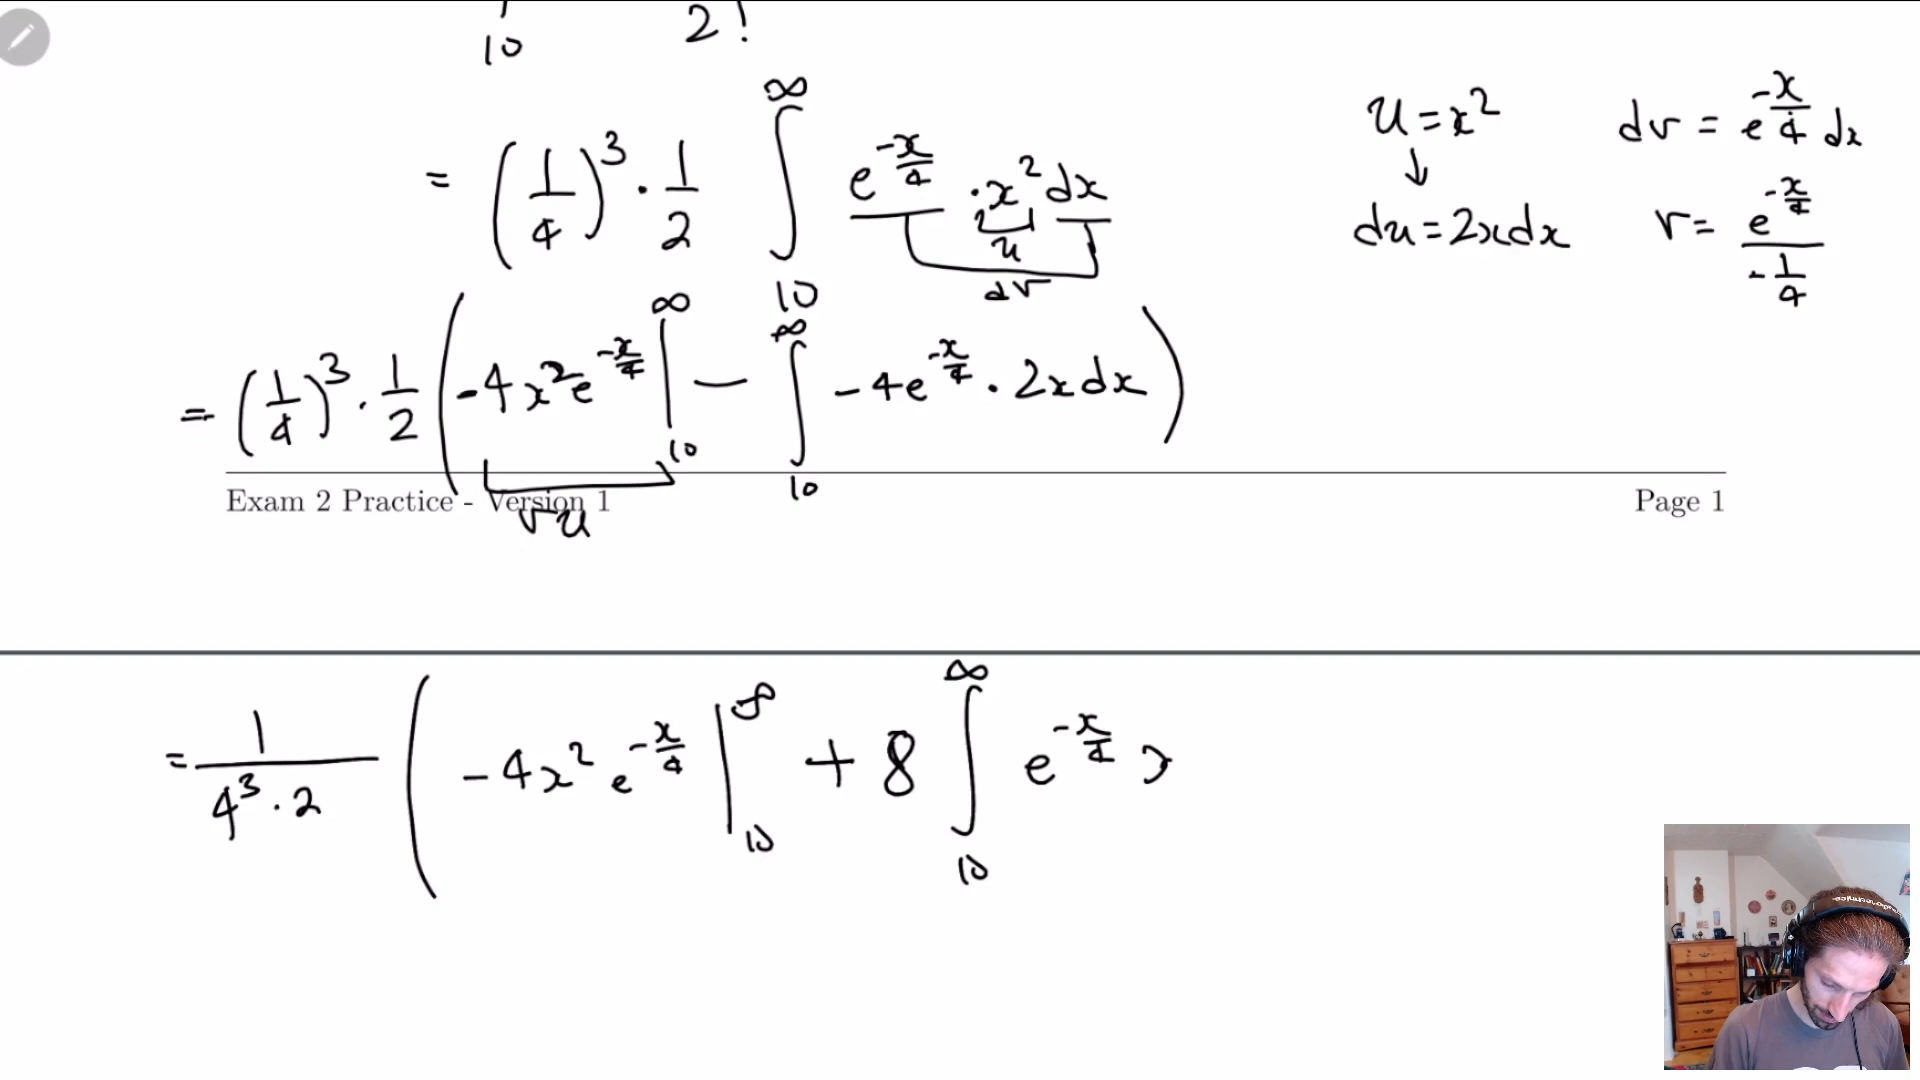 10 2!
= (1/4)^3 · 1/2 ∫_10^∞ e^{-x/4} · x^2 dx
u
dv
u = x^2 dv = e^{-x/4} dx
↓
du = 2x dx v = e^{-x/4} / -1/4
= (1/4)^3 · 1/2 ( -4x^2 e^{-x/4} |_10^∞ - ∫_10^∞ -4e^{-x/4} · 2x dx )
Exam 2 Practice - Version 1 Page 1
vu
= 1/(4^3 · 2) ( -4x^2 e^{-x/4} |_10^∞ + 8 ∫_10^∞ e^{-x/4} x